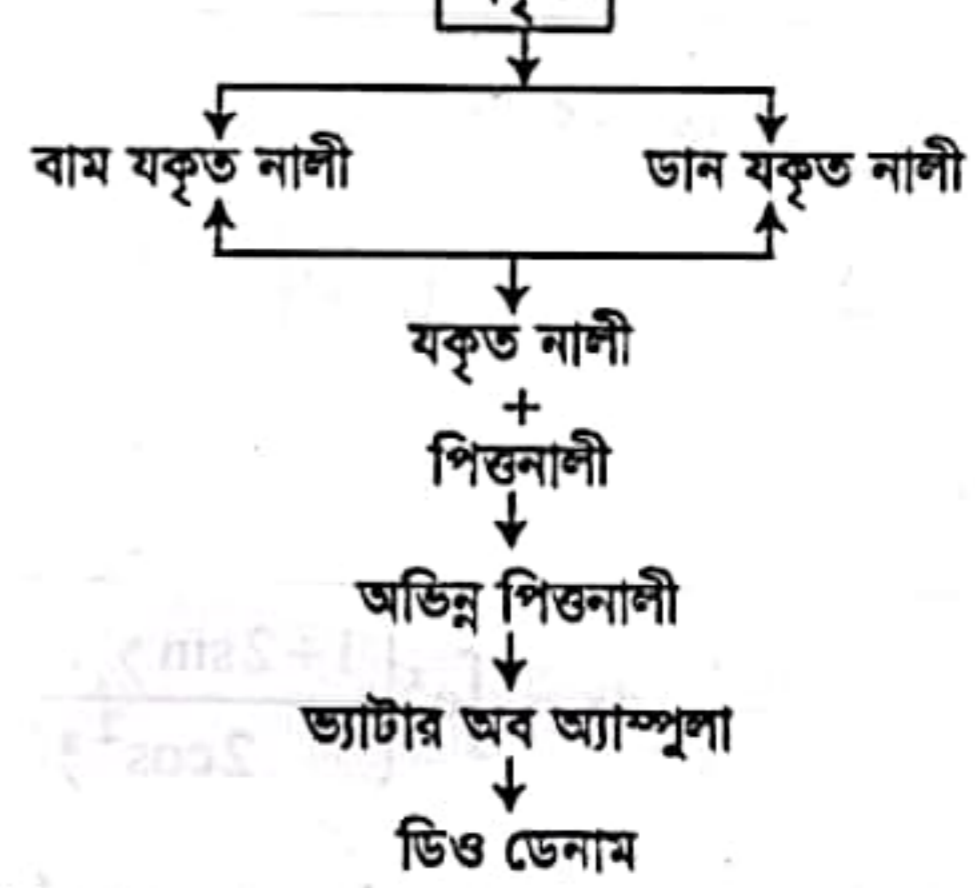 বাম যকৃত নালী ডান যকৃত নালী
যকৃত নালী
+
পিত্তনালী
অভিন্ন পিত্তনালী
ভ্যাটার অব অ্যাম্পুলা
ডিও ডেনাম